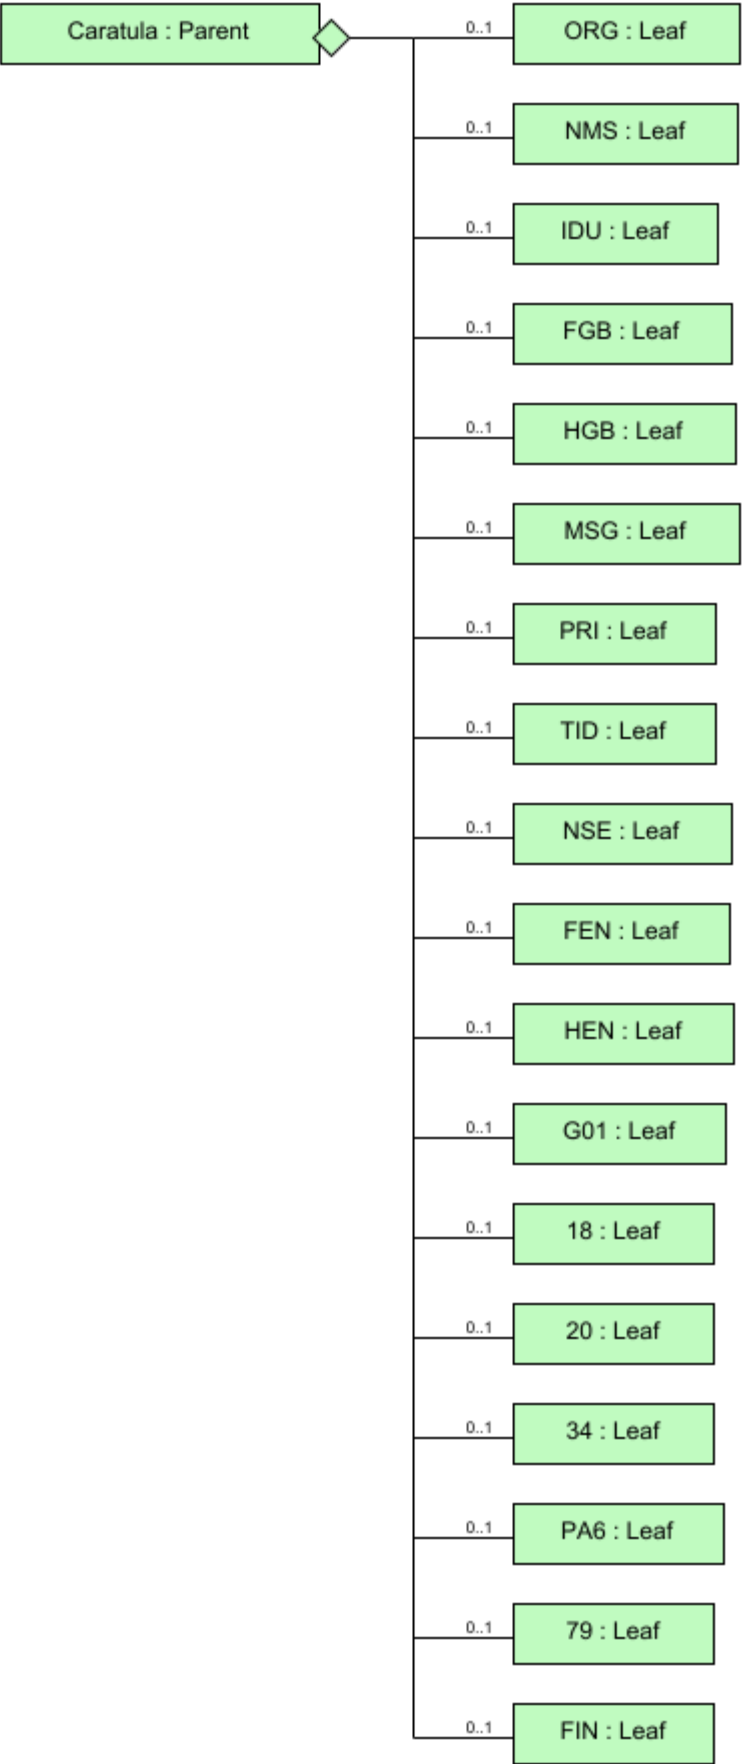 Caratula : Parent
0..1
ORG : Leaf
0..1
NMS : Leaf
0..1
IDU : Leaf
0..1
FGB : Leaf
0..1
HGB : Leaf
0..1
MSG : Leaf
0..1
PRI : Leaf
0..1
TID : Leaf
0..1
NSE : Leaf
0..1
FEN : Leaf
0..1
HEN : Leaf
0..1
G01 : Leaf
0..1
18 : Leaf
0..1
20 : Leaf
0..1
34 : Leaf
0..1
PA6 : Leaf
0..1
79 : Leaf
0..1
FIN : Leaf